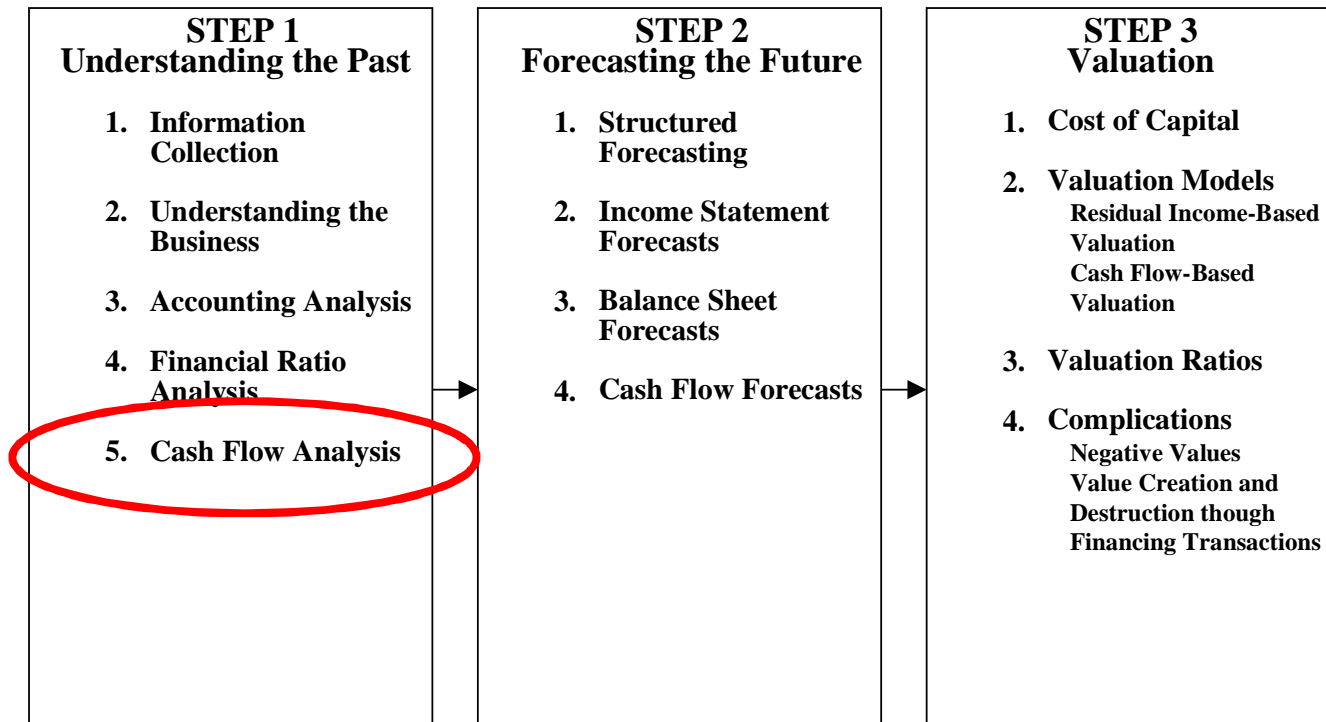 STEP 1
Understanding the Past
1. Information
Collection
2. Understanding the
Business
3. Accounting Analysis
4. Financial Ratio
Analysis
5. Cash Flow Analysis
STEP 2
Forecasting the Future
1. Structured
Forecasting
2. Income Statement
Forecasts
3. Balance Sheet
Forecasts
4. Cash Flow Forecasts
STEP 3
Valuation
1. Cost of Capital
2. Valuation Models
Residual Income-Based
Valuation
Cash Flow-Based
Valuation
3. Valuation Ratios
4. Complications
Negative Values
Value Creation and
Destruction though
Financing Transactions